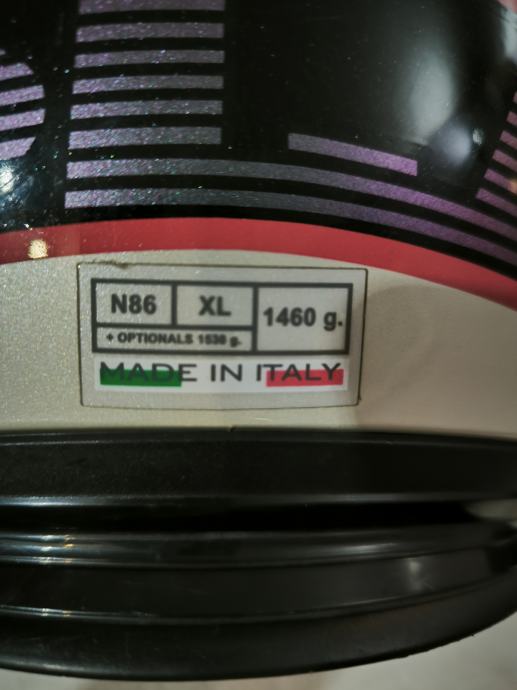 N86 XL 1460 g.
+ OPTIONALS 1530 g.
MADE IN ITALY